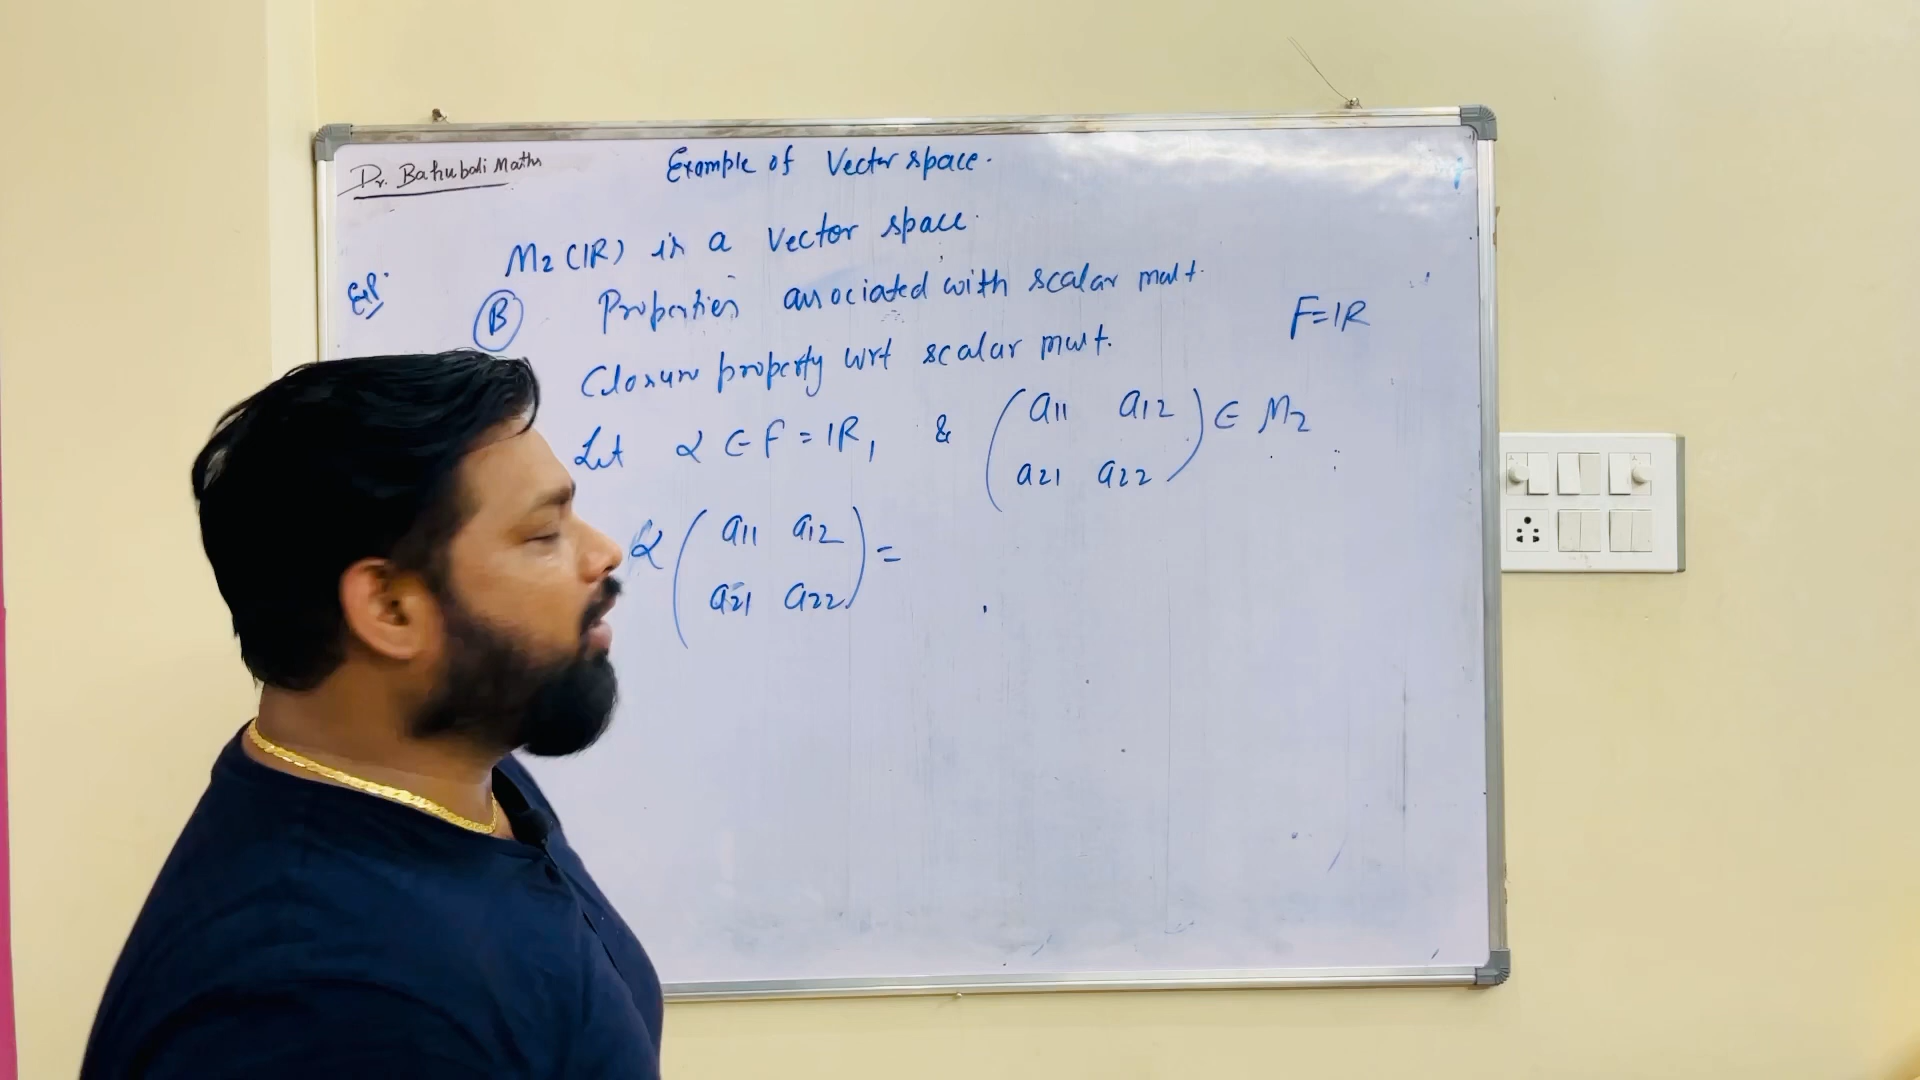 Dr. Bahubali Maths
Example of Vector space.
Ex. M2 (IR) is a vector space.
(B) Properties associated with scalar mult.
F=IR
Closure property wrt scalar mult.
Let α ∈ F = IR, & ( a11 a12 ) ∈ M2
a21 a22
α ( a11 a12 ) =
a21 a22